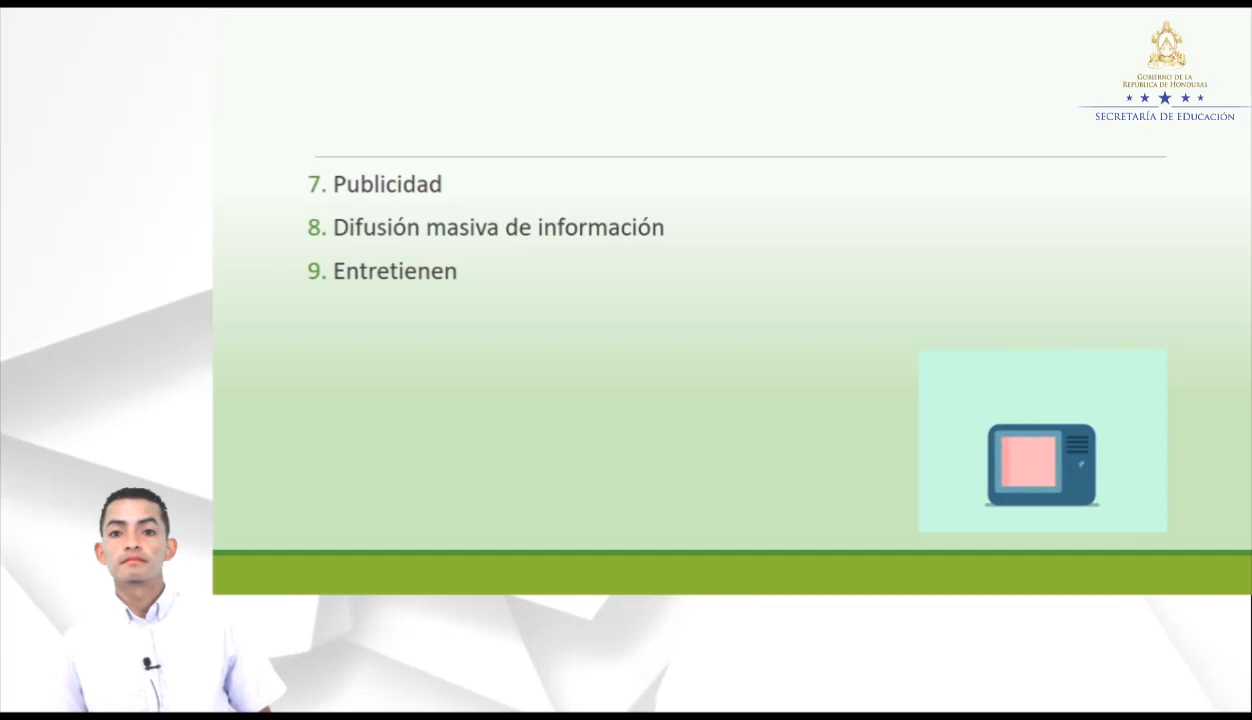 GOBIERNO DE LA
REPÚBLICA DE HONDURAS
SECRETARÍA DE EDUCACIÓN
7. Publicidad
8. Difusión masiva de información
9. Entretienen